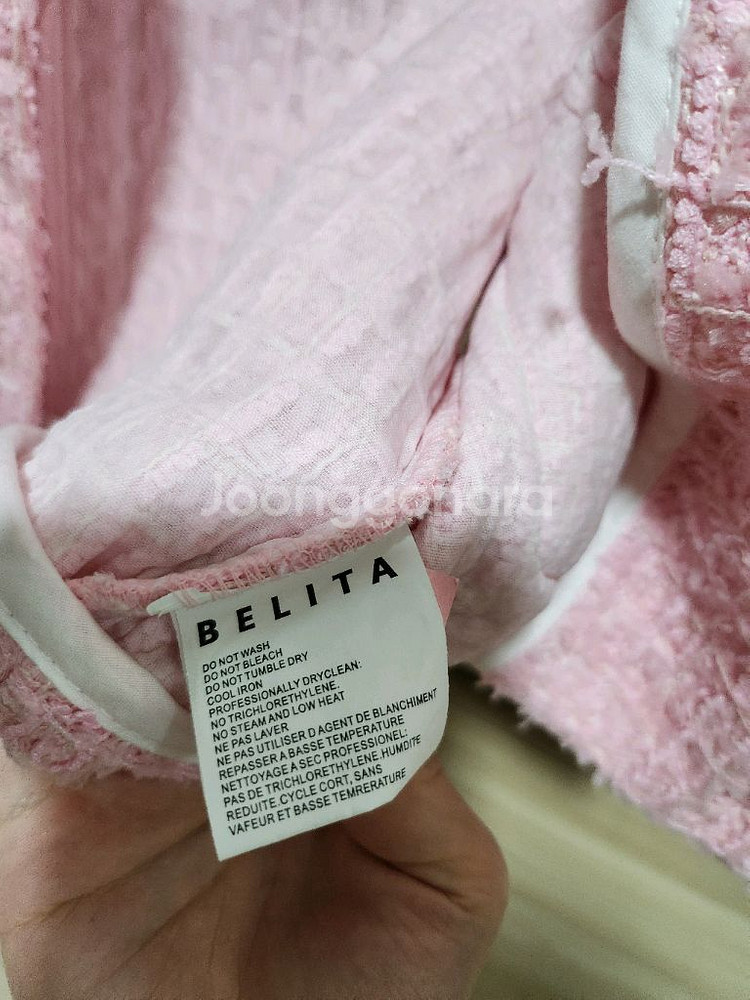 Joongonara
BELITA
DO NOT WASH
DO NOT BLEACH
DO NOT TUMBLE DRY
COOL IRON
PROFESSIONALLY DRYCLEAN:
NO TRICHLORETHYLENE.
NO STEAM AND LOW HEAT
NE PAS LAVER
NE PAS UTILISER D AGENT DE BLANCHIMENT
REPASSER A BASSE TEMPERATURE
NETTOYAGE A SEC PROFESSIONEL:
PAS DE TRICHLORETHYLENE.HUMDITE
REDUITE.CYCLE CORT, SANS
VAFEUR ET BASSE TEMRERATURE